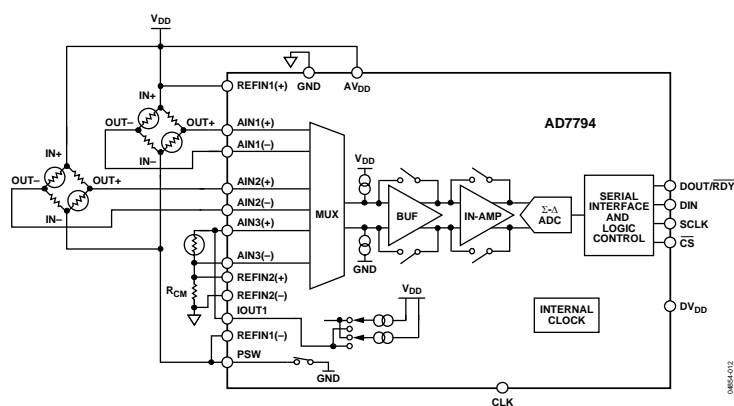 VDD
GND
AVDD
REFIN1(+)
IN+
OUT–
OUT+
IN–
AIN1(+)
AIN1(–)
AD7794
IN+
OUT–
OUT+
IN–
AIN2(+)
AIN2(–)
AIN3(+)
AIN3(–)
REFIN2(+)
RCM
REFIN2(–)
IOUT1
REFIN1(–)
PSW
GND
MUX
VDD
GND
BUF
IN-AMP
Σ-Δ
ADC
SERIAL
INTERFACE
AND
LOGIC
CONTROL
DOUT/RDY
DIN
SCLK
CS
VDD
INTERNAL
CLOCK
DVDD
CLK
04854-012